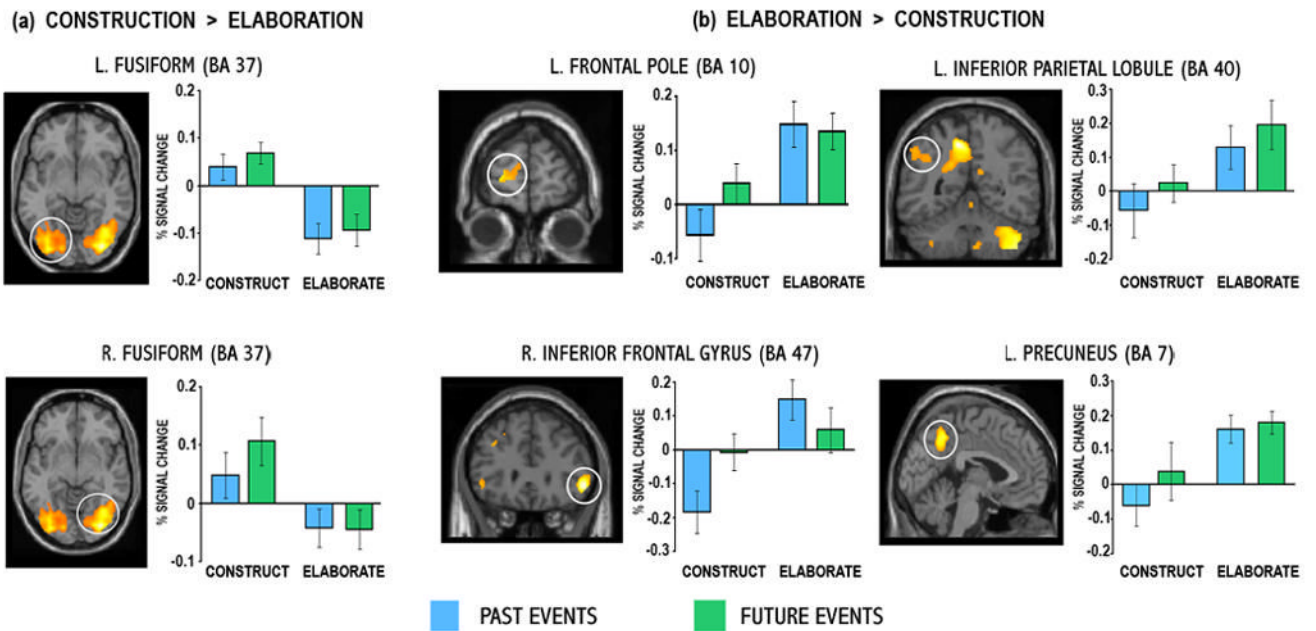 (a) CONSTRUCTION > ELABORATION
(b) ELABORATION > CONSTRUCTION
L. FUSIFORM (BA 37)
% SIGNAL CHANGE
0.2
0.1
0
-0.1
-0.2
CONSTRUCT ELABORATE
L. FRONTAL POLE (BA 10)
% SIGNAL CHANGE
0.2
0.1
0
-0.1
CONSTRUCT ELABORATE
L. INFERIOR PARIETAL LOBULE (BA 40)
% SIGNAL CHANGE
0.3
0.2
0.1
0
-0.1
-0.2
CONSTRUCT ELABORATE
R. FUSIFORM (BA 37)
% SIGNAL CHANGE
0.2
0.1
0
-0.1
CONSTRUCT ELABORATE
R. INFERIOR FRONTAL GYRUS (BA 47)
% SIGNAL CHANGE
0.2
0.1
0
-0.1
-0.2
-0.3
CONSTRUCT ELABORATE
L. PRECUNEUS (BA 7)
% SIGNAL CHANGE
0.3
0.2
0.1
0
-0.1
-0.2
CONSTRUCT ELABORATE
PAST EVENTS
FUTURE EVENTS